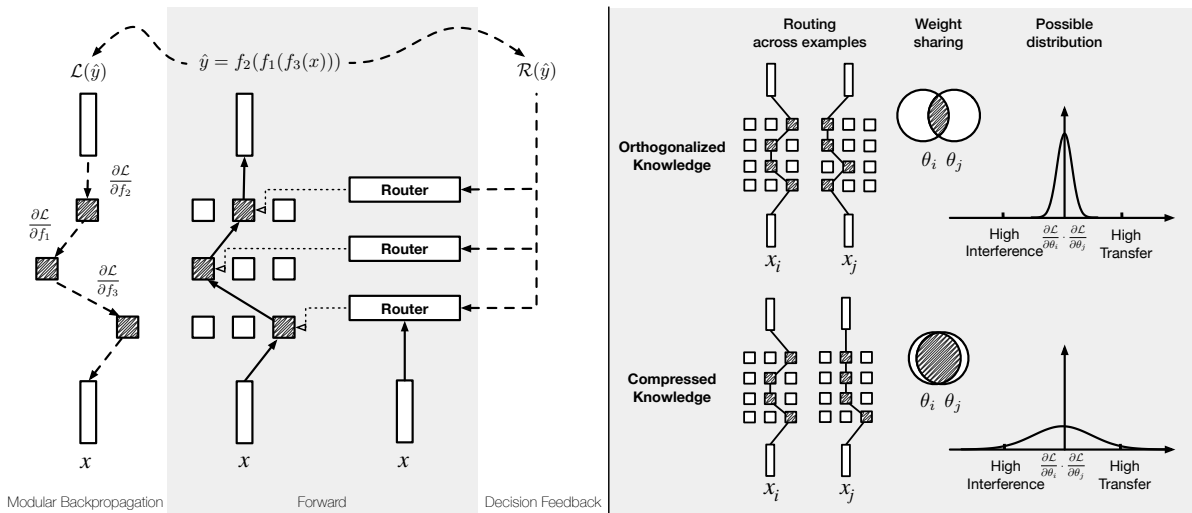 ℒ(ŷ)
ŷ = f₂(f₁(f₃(x)))
ℛ(ŷ)
∂ℒ/∂f₂
∂ℒ/∂f₁
∂ℒ/∂f₃
Router
Router
Router
x
x
x
Modular Backpropagation
Forward
Decision Feedback
Routing
across examples
Weight
sharing
Possible
distribution
Orthogonalized
Knowledge
θᵢ θⱼ
xᵢ
xⱼ
High
Interference
∂ℒ/∂θᵢ · ∂ℒ/∂θⱼ
High
Transfer
Compressed
Knowledge
θᵢ θⱼ
xᵢ
xⱼ
High
Interference
∂ℒ/∂θᵢ · ∂ℒ/∂θⱼ
High
Transfer